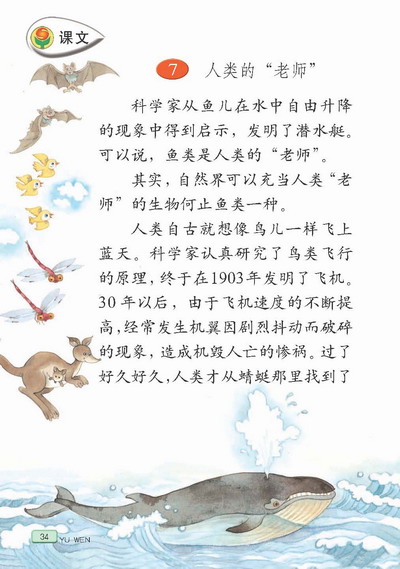 课文
7 人类的“老师”
科学家从鱼儿在水中自由升降
的现象中得到启示，发明了潜水艇。
可以说，鱼类是人类的“老师”。
其实，自然界可以充当人类“老
师”的生物何止鱼类一种。
人类自古就想像鸟儿一样飞上
蓝天。科学家认真研究了鸟类飞行
的原理，终于在1903年发明了飞机。
30年以后，由于飞机速度的不断提
高，经常发生机翼因剧烈抖动而破碎
的现象，造成机毁人亡的惨祸。过了
好久好久，人类才从蜻蜓那里找到了
34
YU WEN